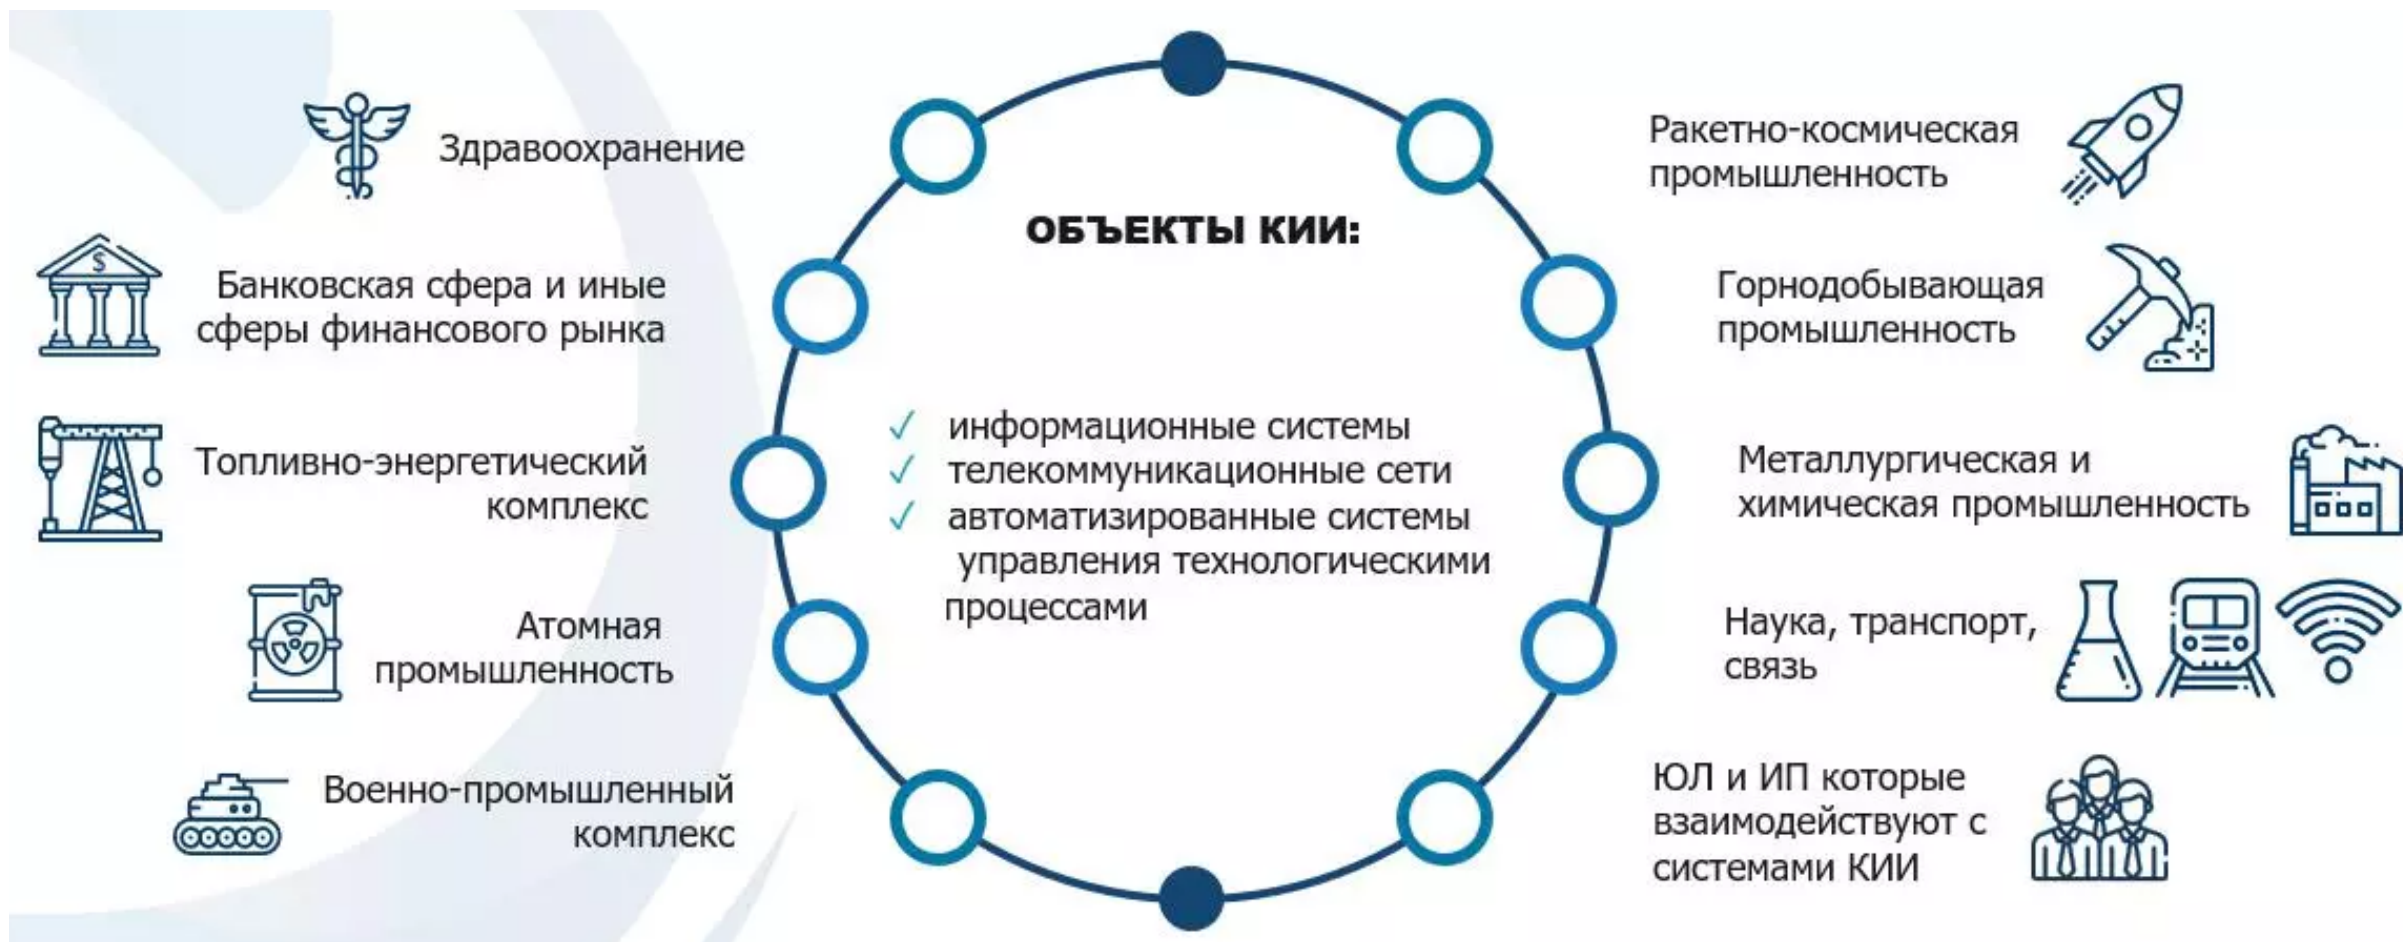 Здравоохранение
Банковская сфера и иные
сферы финансового рынка
$
Топливно-энергетический
комплекс
Атомная
промышленность
Военно-промышленный
комплекс
ОБЪЕКТЫ КИИ:
✓ информационные системы
✓ телекоммуникационные сети
✓ автоматизированные системы
управления технологическими
процессами
Ракетно-космическая
промышленность
Горнодобывающая
промышленность
Металлургическая и
химическая промышленность
Наука, транспорт,
связь
ЮЛ и ИП которые
взаимодействуют с
системами КИИ